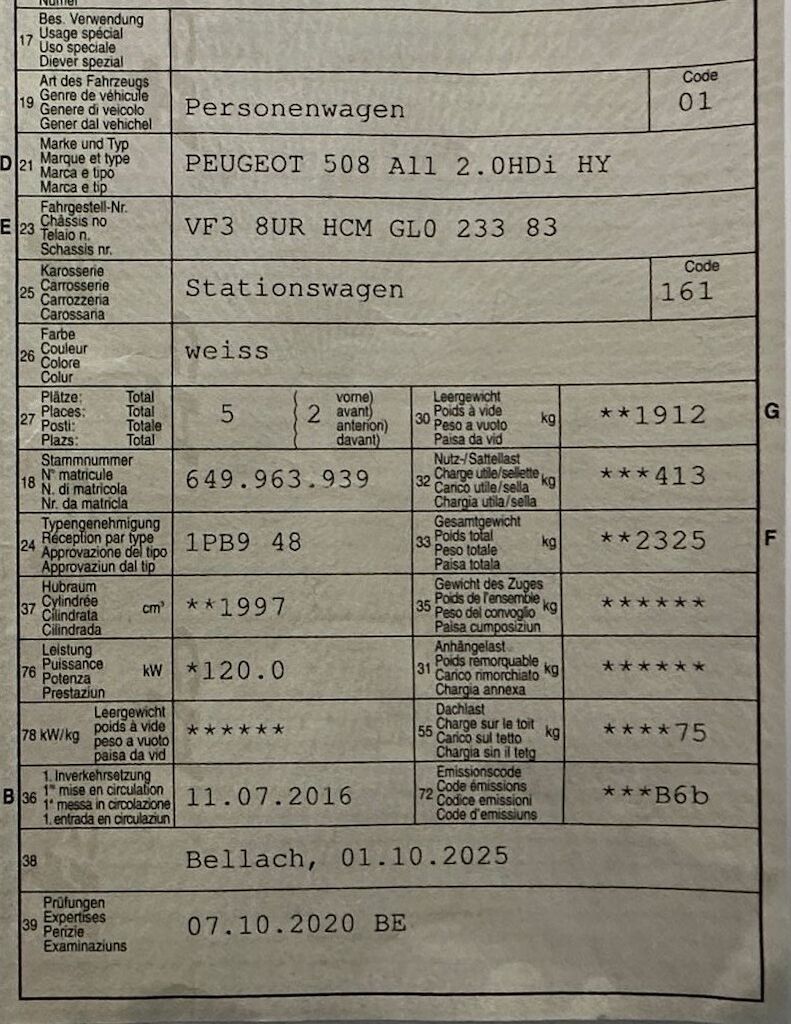 17 Bes. Verwendung
Usage spécial
Uso speciale
Diever spezial
19 Art des Fahrzeugs
Genre de véhicule
Genere di veicolo
Gener dal vehichel
Personenwagen
Code
01
D 21 Marke und Typ
Marque et type
Marca e tipo
Marca e tip
PEUGEOT 508 All 2.0HDi HY
E 23 Fahrgestell-Nr.
Châssis no
Telaio n.
Schassis nr.
VF3 8UR HCM GL0 233 83
25 Karosserie
Carrosserie
Carrozzeria
Carossaria
Stationswagen
Code
161
26 Farbe
Couleur
Colore
Colur
weiss
27 Plätze: Total
Places: Total
Posti: Totale
Plazs: Total
5
( 2 vorne)
avant)
anterion)
davant)
30 Leergewicht
Poids à vide
Peso a vuoto
Paisa da vid
kg
**1912
G
18 Stammnummer
N° matricule
N. di matricola
Nr. da matricla
649.963.939
32 Nutz-/Sattellast
Charge utile/sellette
Carico utile/sella
Chargia utila/sella
kg
***413
24 Typengenehmigung
Réception par type
Approvazione del tipo
Approvaziun dal tip
1PB9 48
33 Gesamtgewicht
Poids total
Peso totale
Paisa totala
kg
**2325
F
37 Hubraum
Cylindrée
Cilindrata
Cilindrada
cm³
**1997
35 Gewicht des Zuges
Poids de l'ensemble
Peso del convoglio
Paisa cumposiziun
kg
******
76 Leistung
Puissance
Potenza
Prestaziun
kW
*120.0
31 Anhängelast
Poids remorquable
Carico rimorchiato
Chargia annexa
kg
******
78 kW/kg Leergewicht
poids à vide
peso a vuoto
paisa da vid
******
55 Dachlast
Charge sur le toit
Carico sul tetto
Chargia sin il tetg
kg
****75
B 36 1. Inverkehrsetzung
1re mise en circulation
1a messa in circolazione
1. entrada en circulaziun
11.07.2016
72 Emissionscode
Code émissions
Codice emissioni
Code d'emissiuns
***B6b
38 Bellach, 01.10.2025
39 Prüfungen
Expertises
Perizie
Examinaziuns
07.10.2020 BE